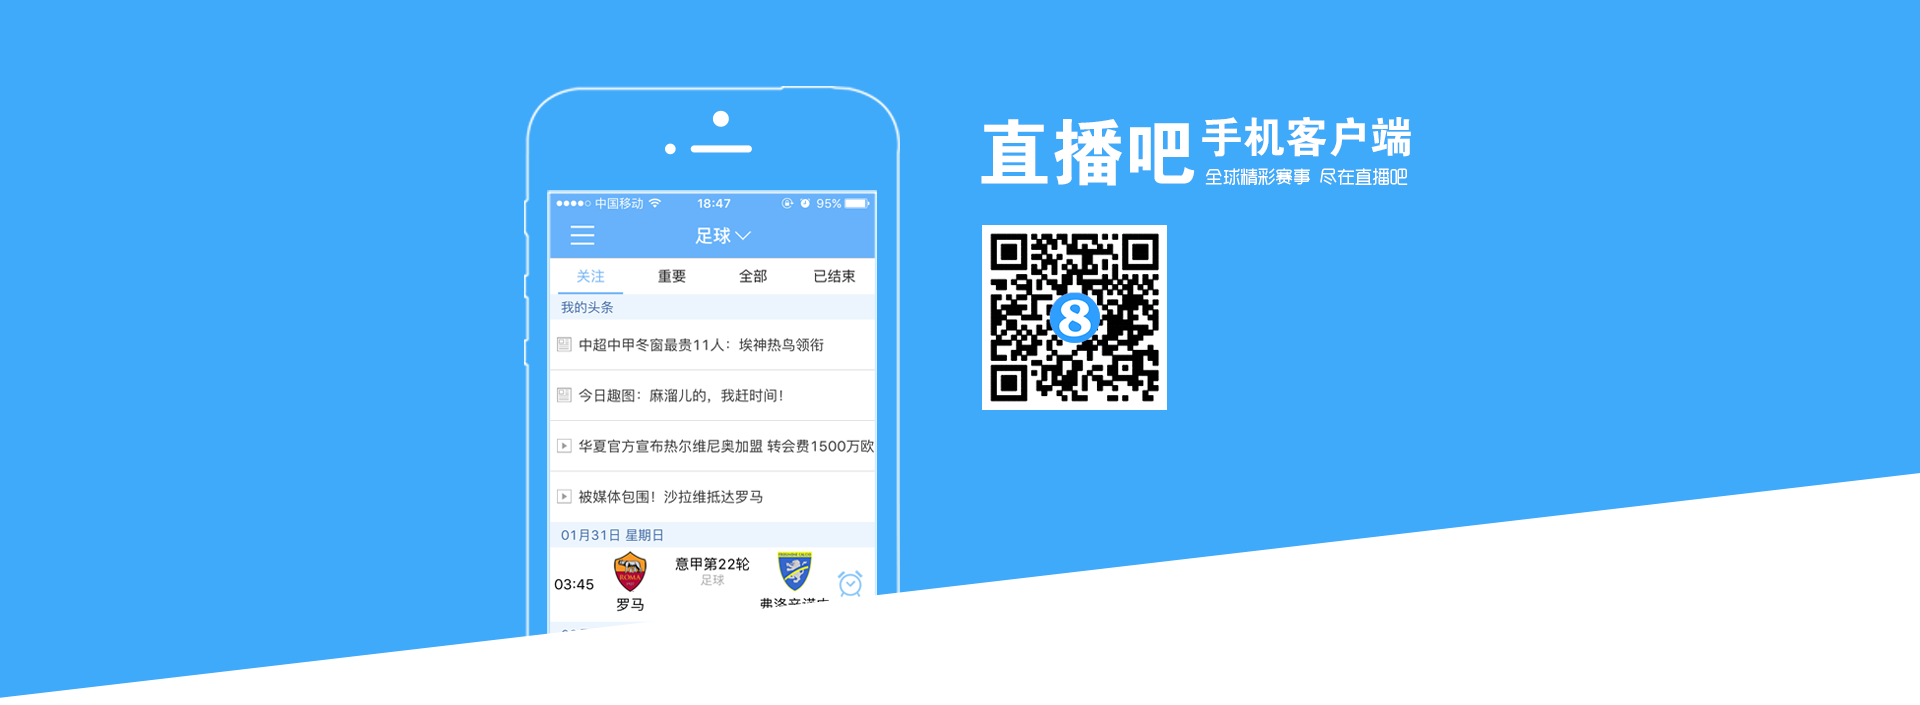 直播吧 手机客户端
全球精彩赛事 尽在直播吧
8
中国移动 18:47 95%
足球
关注 重要 全部 已结束
我的头条
中超中甲冬窗最贵11人：埃神热鸟领衔
今日趣图：麻溜儿的，我赶时间！
华夏官方宣布热尔维尼奥加盟 转会费1500万欧
被媒体包围！沙拉维抵达罗马
01月31日 星期日
意甲第22轮
足球
03:45
ROMA
罗马